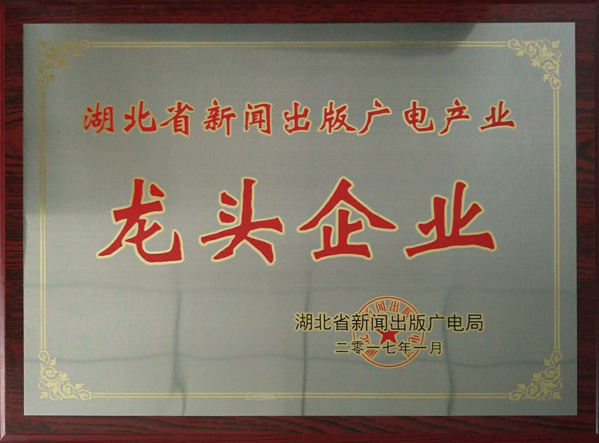 湖北省新闻出版广电产业
龙头企业
湖北省新闻出版广电局
二零一七年一月